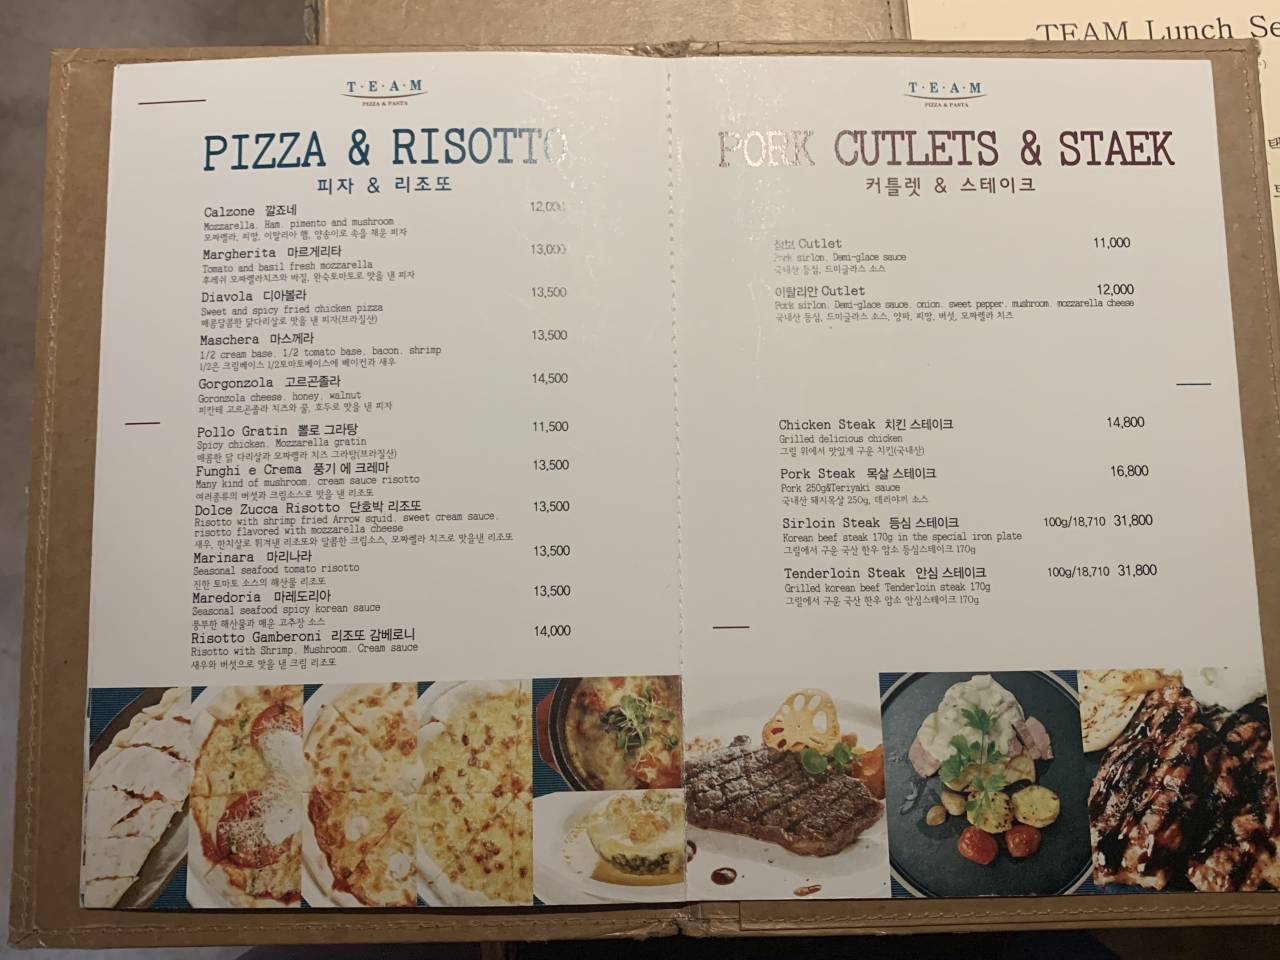 TEAM Lunch Se
T·E·A·M
PIZZA & PASTA
PIZZA & RISOTTO
피자 & 리조또
Calzone 깔죠네 12,000
Mozzarella. Ham. pimento and mushroom
모짜렐라, 피망, 이탈리아 햄, 양송이로 속을 채운 피자
Margherita 마르게리타 13,000
Tomato and basil fresh mozzarella
후레쉬 모짜렐라치즈와 바질, 완숙토마토로 맛을 낸 피자
Diavola 디아볼라 13,500
Sweet and spicy fried chicken pizza
매콤달콤한 닭다리살로 맛을 낸 피자(브라질산)
Maschera 마스께라 13,500
1/2 cream base. 1/2 tomato base. bacon. shrimp
1/2은 크림베이스 1/2토마토베이스에 베이컨과 새우
Gorgonzola 고르곤졸라 14,500
Goronzola cheese. honey. walnut
피칸테 고르곤졸라 치즈와 꿀, 호두로 맛을 낸 피자
Pollo Gratin 뽈로 그라탕 11,500
Spicy chicken. Mozzarella gratin
매콤한 닭 다리살과 모짜렐라 치즈 그라탕(브라질산)
Funghi e Crema 풍기 에 크레마 13,500
Many kind of mushroom. cream sauce risotto
여러종류의 버섯과 크림소스로 맛을 낸 리조또
Dolce Zucca Risotto 단호박 리조또 13,500
Risotto with shrimp fried Arrow squid. sweet cream sauce.
risotto flavored with mozzarella cheese
새우, 한치살로 튀겨낸 리조또와 달콤한 크림소스, 모짜렐라 치즈로 맛을낸 리조또
Marinara 마리나라 13,500
Seasonal seafood tomato risotto
진한 토마토 소스의 해산물 리조또
Maredoria 마레도리아 13,500
Seasonal seafood spicy korean sauce
풍부한 해산물과 매운 고추장 소스
Risotto Gamberoni 리조또 감베로니 14,000
Risotto with Shrimp. Mushroom. Cream sauce
새우와 버섯으로 맛을 낸 크림 리조또
T·E·A·M
PIZZA & PASTA
PORK CUTLETS & STAEK
커틀렛 & 스테이크
Cutlet 11,000
Pork sirlon. Demi-glace sauce
국내산 등심, 드미글라스 소스
이탈리안 Cutlet 12,000
Pork sirlon. Demi-glace sauce. onion. sweet pepper. mushroom. mozzarella cheese
국내산 등심, 드미글라스 소스, 양파, 피망, 버섯, 모짜렐라 치즈
Chicken Steak 치킨 스테이크 14,800
Grilled delicious chicken
그릴 위에서 맛있게 구운 치킨(국내산)
Pork Steak 목살 스테이크 16,800
Pork 250g&Teriyaki sauce
국내산 돼지목살 250g, 데리야끼 소스
Sirloin Steak 등심 스테이크 100g/18,710 31,800
Korean beef steak 170g in the special iron plate
그릴에서 구운 국산 한우 암소 등심스테이크 170g
Tenderloin Steak 안심 스테이크 100g/18,710 31,800
Grilled korean beef Tenderloin steak 170g
그릴에서 구운 국산 한우 암소 안심스테이크 170g